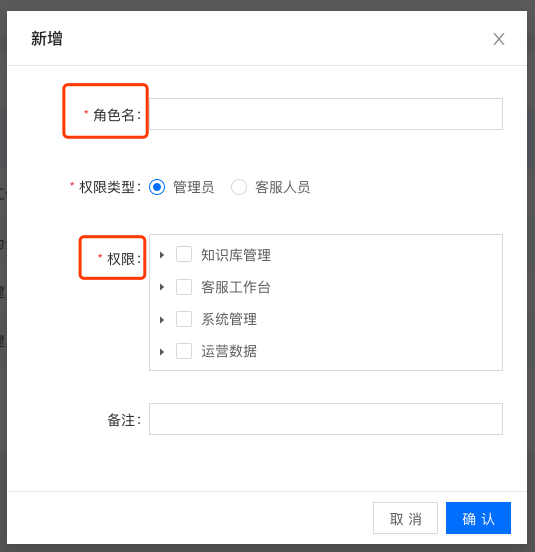 新增
* 角色名：
* 权限类型： 管理员 客服人员
* 权限： 知识库管理
客服工作台
系统管理
运营数据
备注：
取 消 确 认